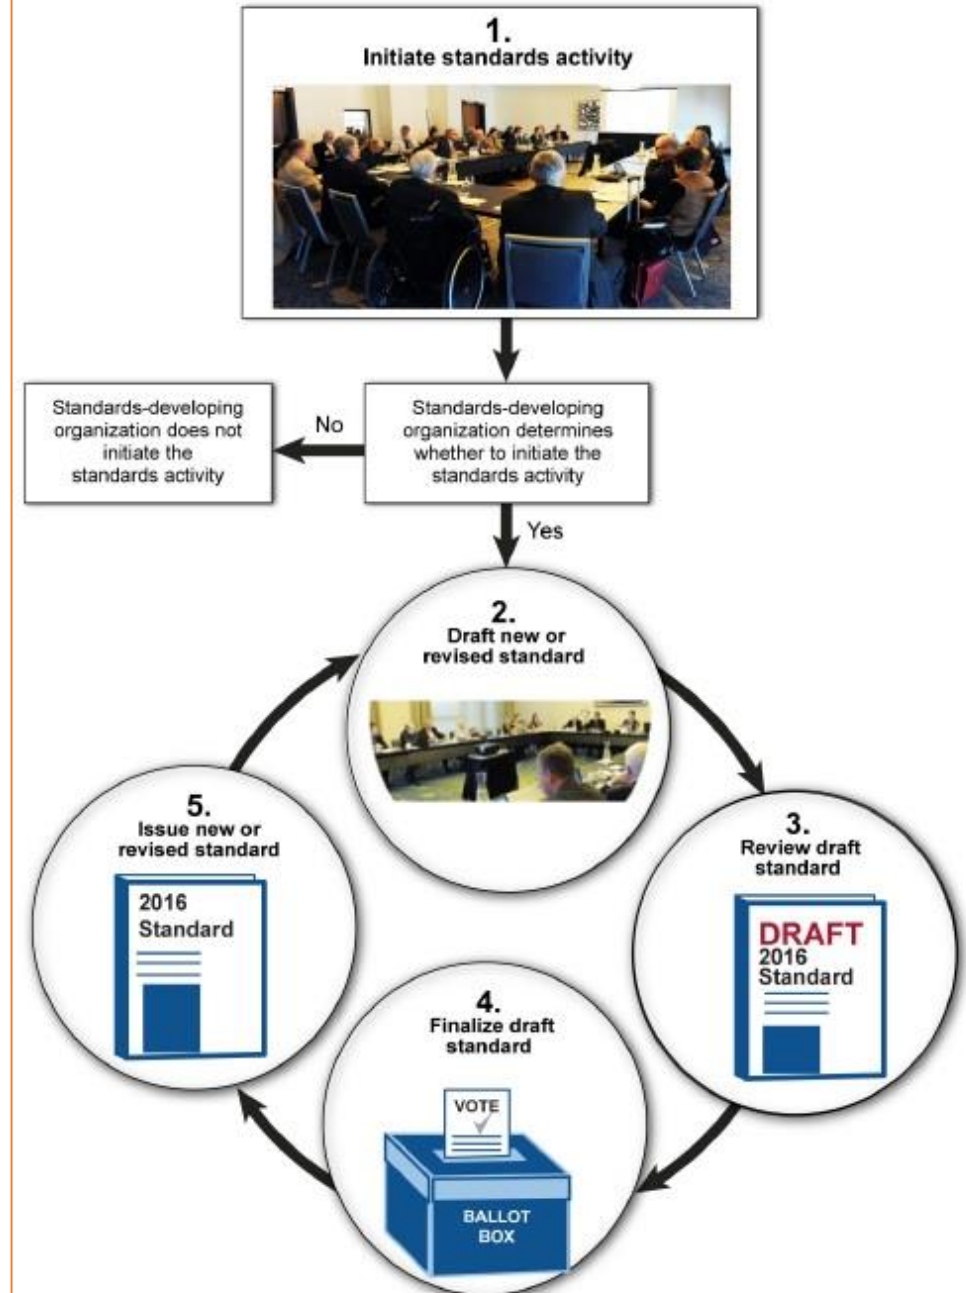 1.
Initiate standards activity
Standards-developing
organization does not
initiate the
standards activity
No
Standards-developing
organization determines
whether to initiate the
standards activity
Yes
2.
Draft new or
revised standard
3.
Review draft
standard
DRAFT
2016
Standard
4.
Finalize draft
standard
VOTE
BALLOT
BOX
5.
Issue new or
revised standard
2016
Standard